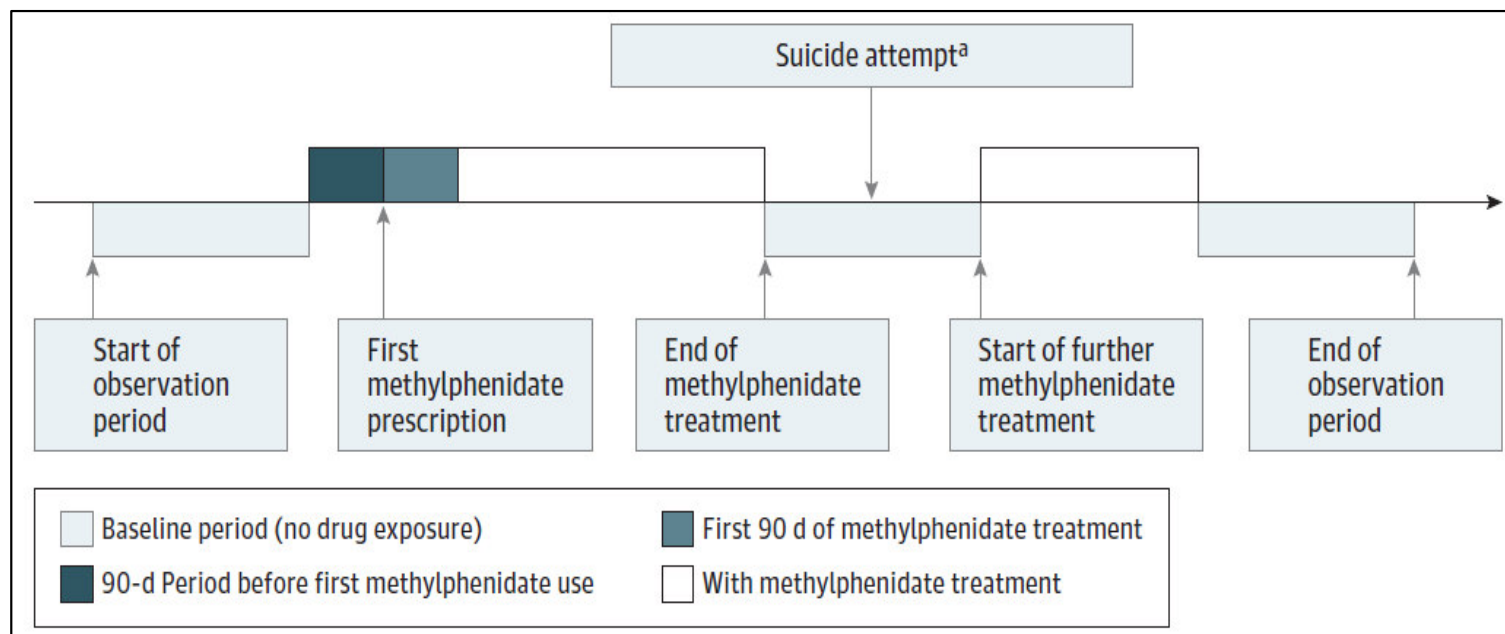 Suicide attemptᵃ
Start of
observation
period
First
methylphenidate
prescription
End of
methylphenidate
treatment
Start of further
methylphenidate
treatment
End of
observation
period
Baseline period (no drug exposure)
First 90 d of methylphenidate treatment
90-d Period before first methylphenidate use
With methylphenidate treatment